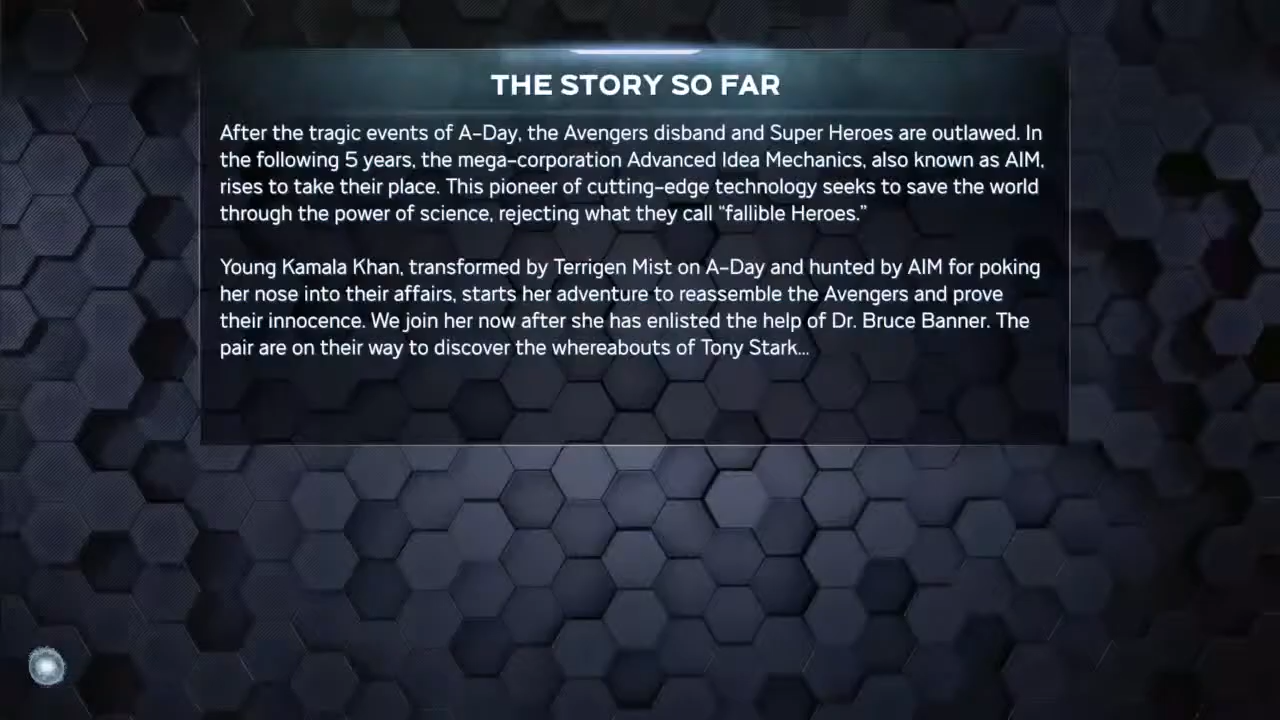 THE STORY SO FAR
After the tragic events of A-Day, the Avengers disband and Super Heroes are outlawed. In
the following 5 years, the mega-corporation Advanced Idea Mechanics, also known as AIM,
rises to take their place. This pioneer of cutting-edge technology seeks to save the world
through the power of science, rejecting what they call “fallible Heroes.”
Young Kamala Khan, transformed by Terrigen Mist on A-Day and hunted by AIM for poking
her nose into their affairs, starts her adventure to reassemble the Avengers and prove
their innocence. We join her now after she has enlisted the help of Dr. Bruce Banner. The
pair are on their way to discover the whereabouts of Tony Stark...